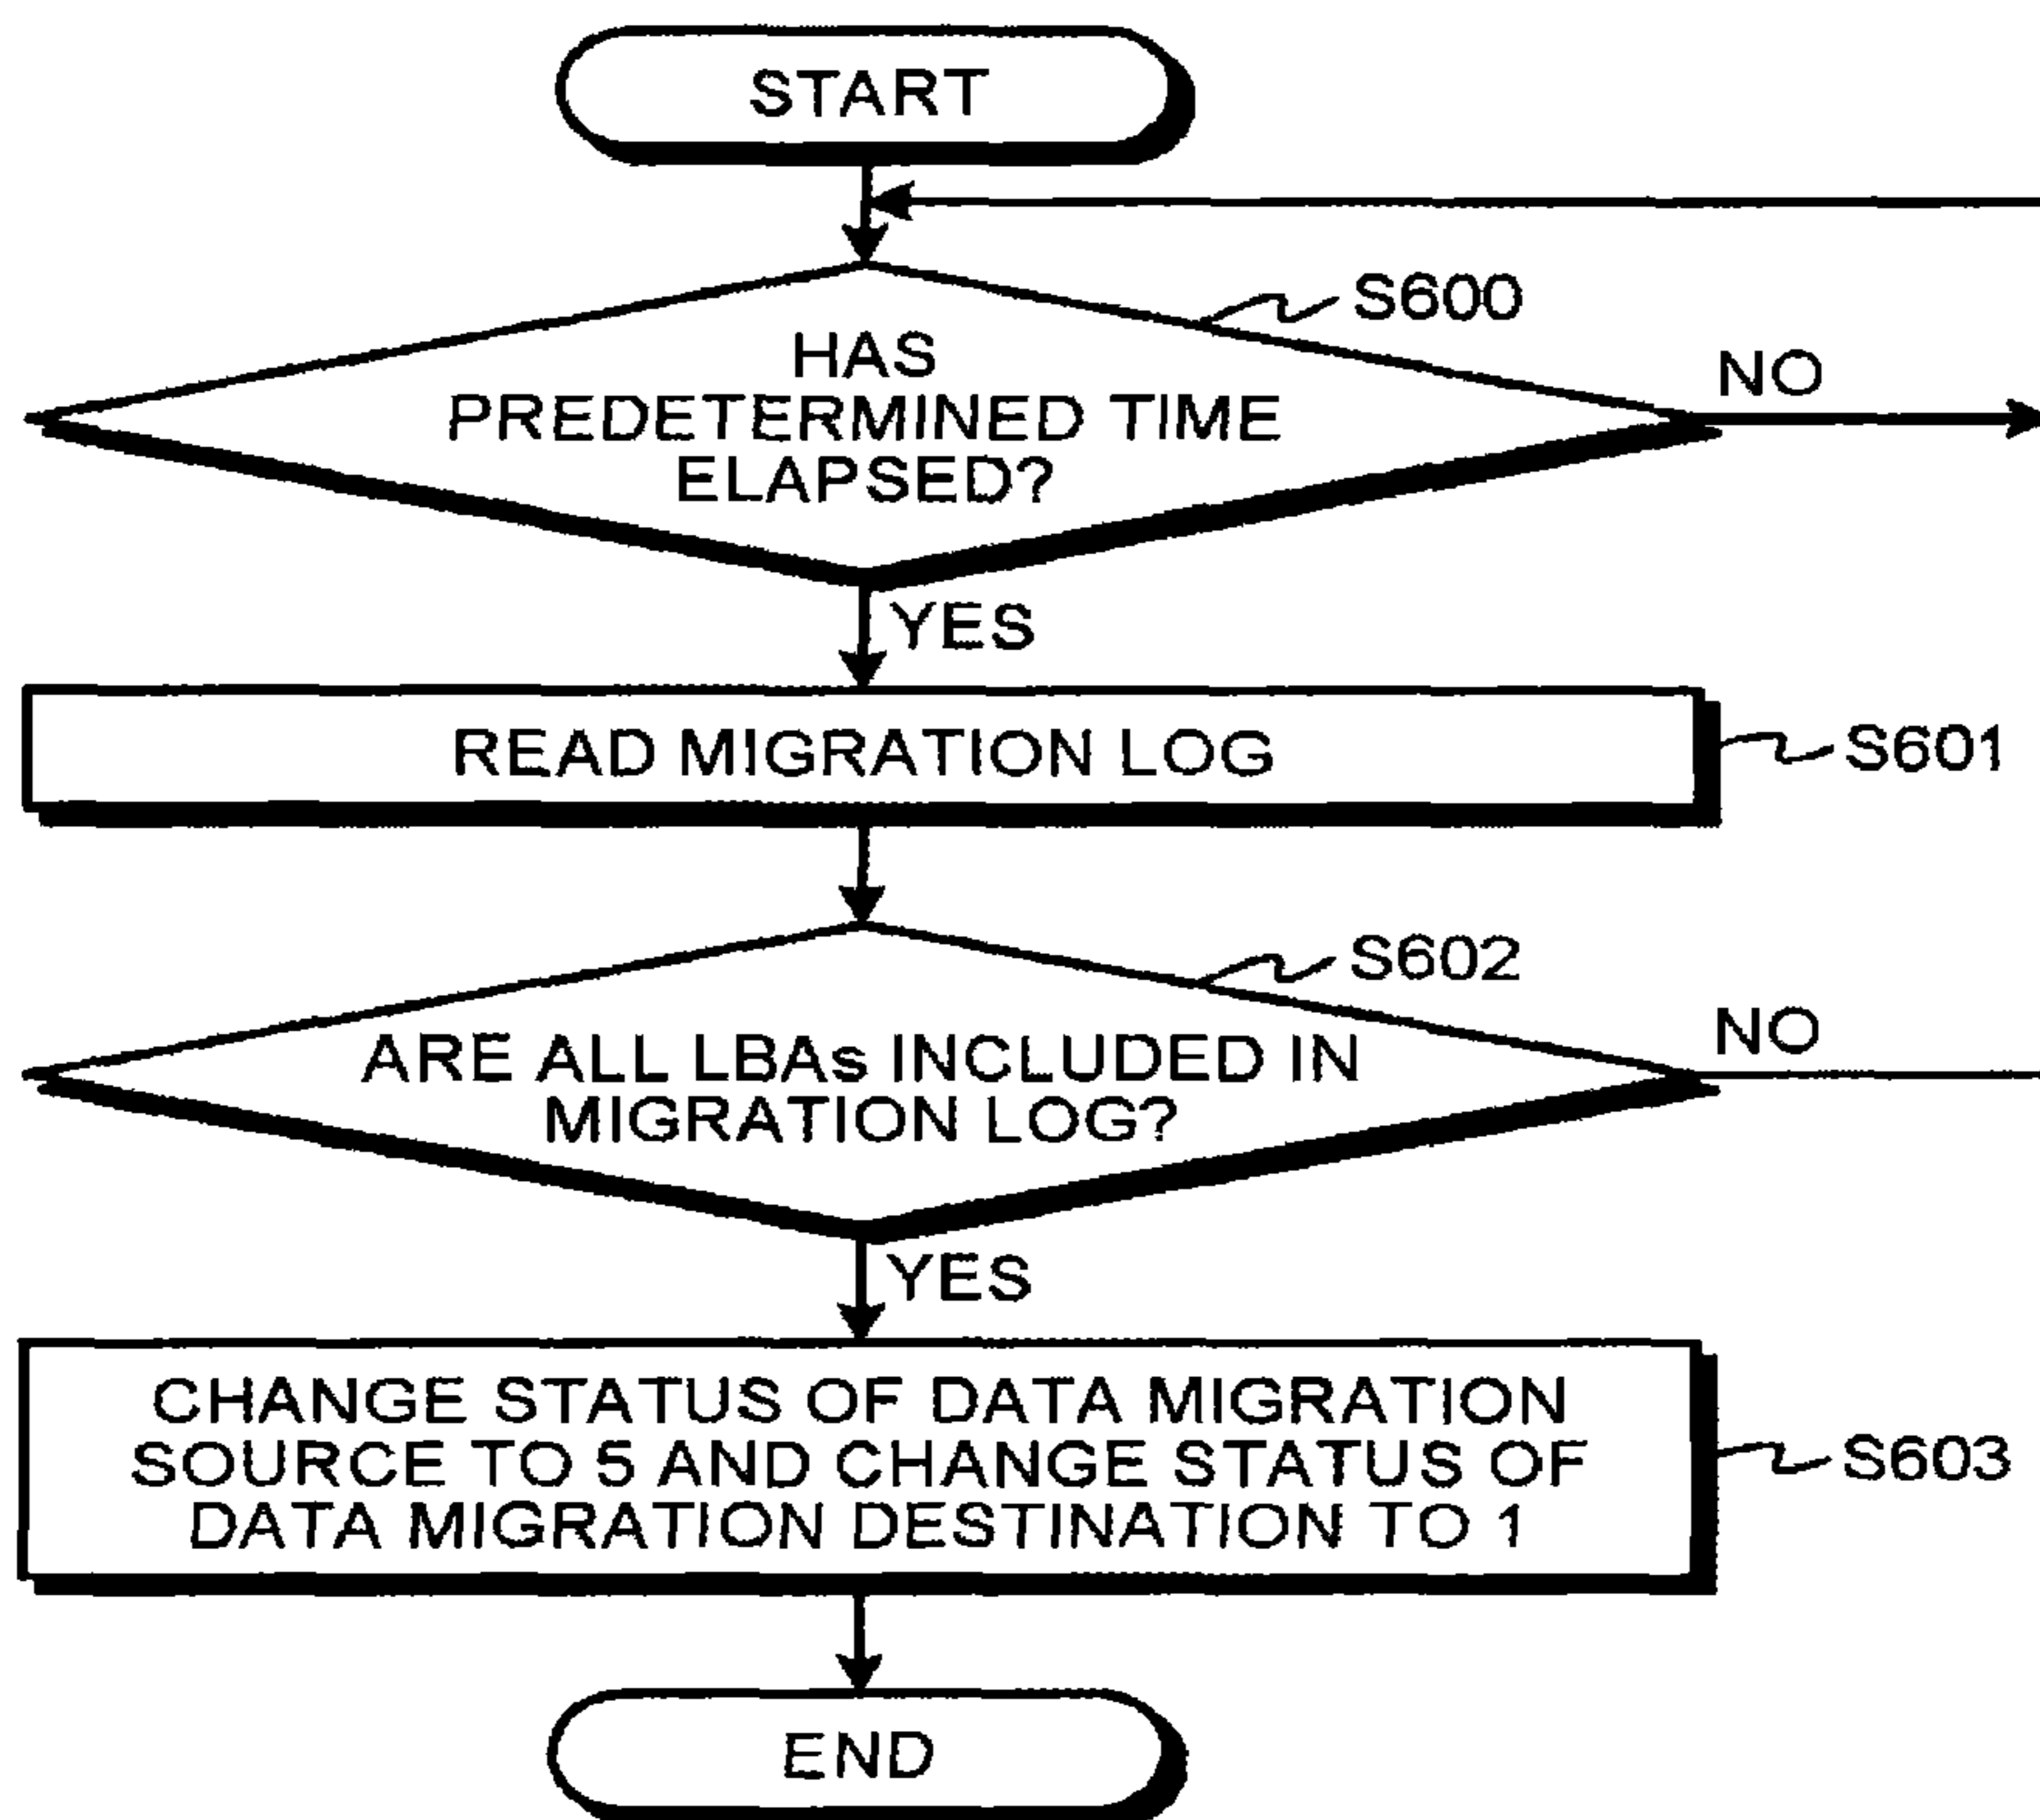 START
S600
HAS
PREDETERMINED TIME
ELAPSED?
NO
YES
READ MIGRATION LOG
S601
S602
ARE ALL LBAs INCLUDED IN
MIGRATION LOG?
NO
YES
CHANGE STATUS OF DATA MIGRATION
SOURCE TO 5 AND CHANGE STATUS OF
DATA MIGRATION DESTINATION TO 1
S603
END